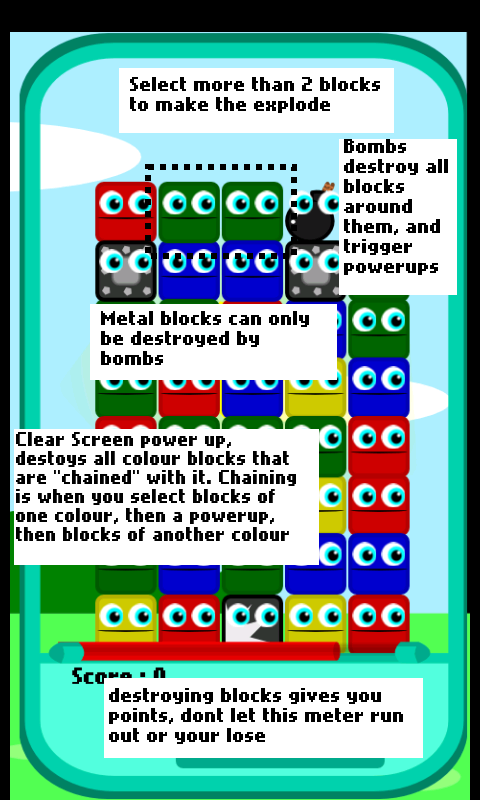 Select more than 2 blocks
to make the explode
Bombs
destroy all
blocks
around
them, and
trigger
powerups
Metal blocks can only
be destroyed by
bombs
Clear Screen power up,
destoys all colour blocks that
are "chained" with it. Chaining
is when you select blocks of
one colour, then a powerup,
then blocks of another colour
Score : 0
destroying blocks gives you
points, dont let this meter run
out or your lose